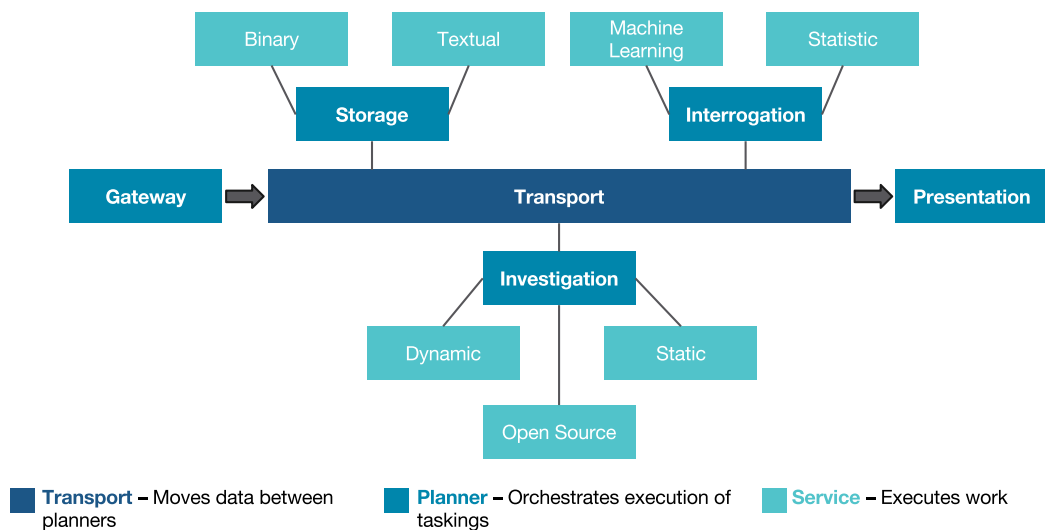 Binary
Textual
Machine
Learning
Statistic
Storage
Interrogation
Gateway
Transport
Presentation
Investigation
Dynamic
Static
Open Source
Transport – Moves data between
planners
Planner – Orchestrates execution of
taskings
Service – Executes work